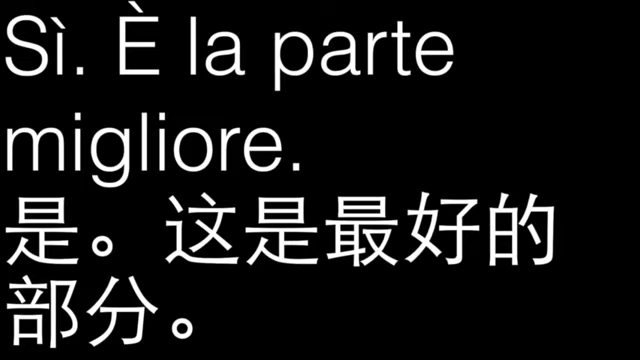 Sì. È la parte
migliore.
是。这是最好的
部分。